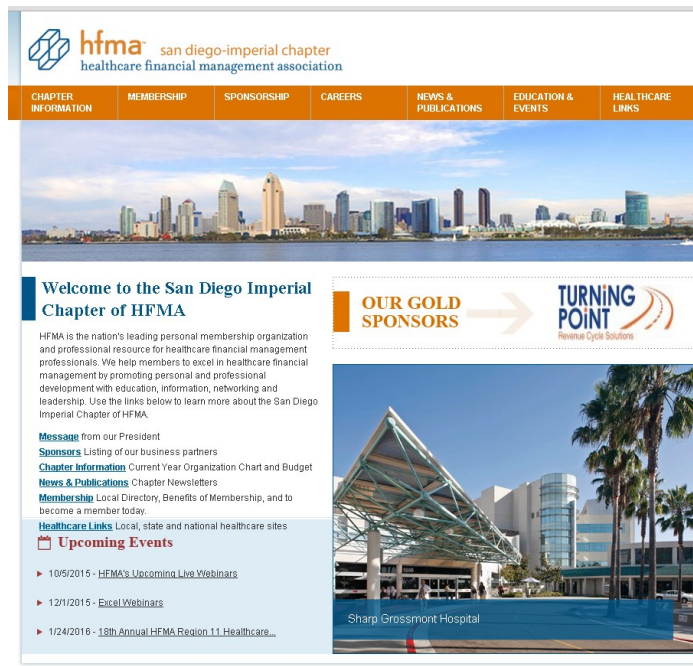 hfma™ san diego-imperial chapter
healthcare financial management association
CHAPTER INFORMATION
MEMBERSHIP
SPONSORSHIP
CAREERS
NEWS & PUBLICATIONS
EDUCATION & EVENTS
HEALTHCARE LINKS
Welcome to the San Diego Imperial
Chapter of HFMA
HFMA is the nation's leading personal membership organization
and professional resource for healthcare financial management
professionals. We help members to excel in healthcare financial
management by promoting personal and professional
development with education, information, networking and
leadership. Use the links below to learn more about the San Diego
Imperial Chapter of HFMA.
Message from our President
Sponsors Listing of our business partners
Chapter Information Current Year Organization Chart and Budget
News & Publications Chapter Newsletters
Membership Local Directory, Benefits of Membership, and to
become a member today.
Healthcare Links Local, state and national healthcare sites
Upcoming Events
10/5/2015 - HFMA's Upcoming Live Webinars
12/1/2015 - Excel Webinars
1/24/2016 - 18th Annual HFMA Region 11 Healthcare...
OUR GOLD
SPONSORS
TURNING
POINT
Revenue Cycle Solutions
Sharp Grossmont Hospital